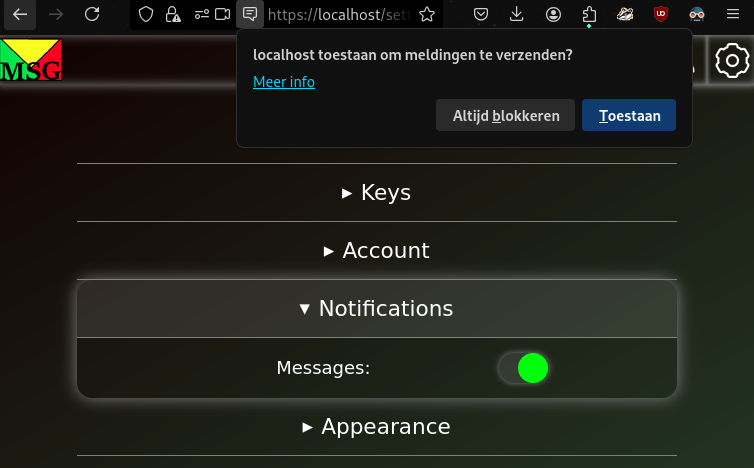 https://localhost/set
localhost toestaan om meldingen te verzenden?
Meer info
Altijd blokkeren
Toestaan
MSG
Keys
Account
Notifications
Messages:
Appearance